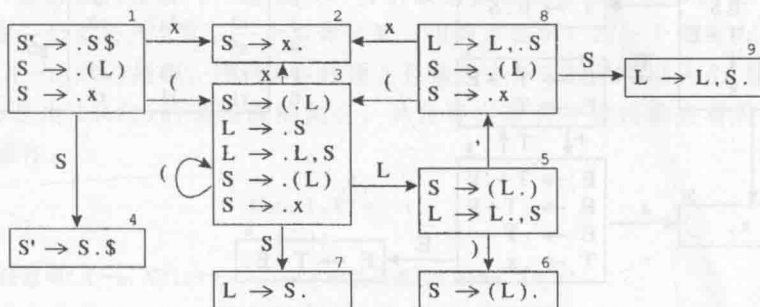 1
S' → .S$
S → .(L)
S → .x
x
(
S
2
S → x.
x
3
S → (.L)
L → .S
L → .L,S
S → .(L)
S → .x
(
L
S
x
(
8
L → L,.S
S → .(L)
S → .x
S
9
L → L,S.
,
4
S' → S.$
5
S → (L.)
L → L.,S
)
7
L → S.
6
S → (L).